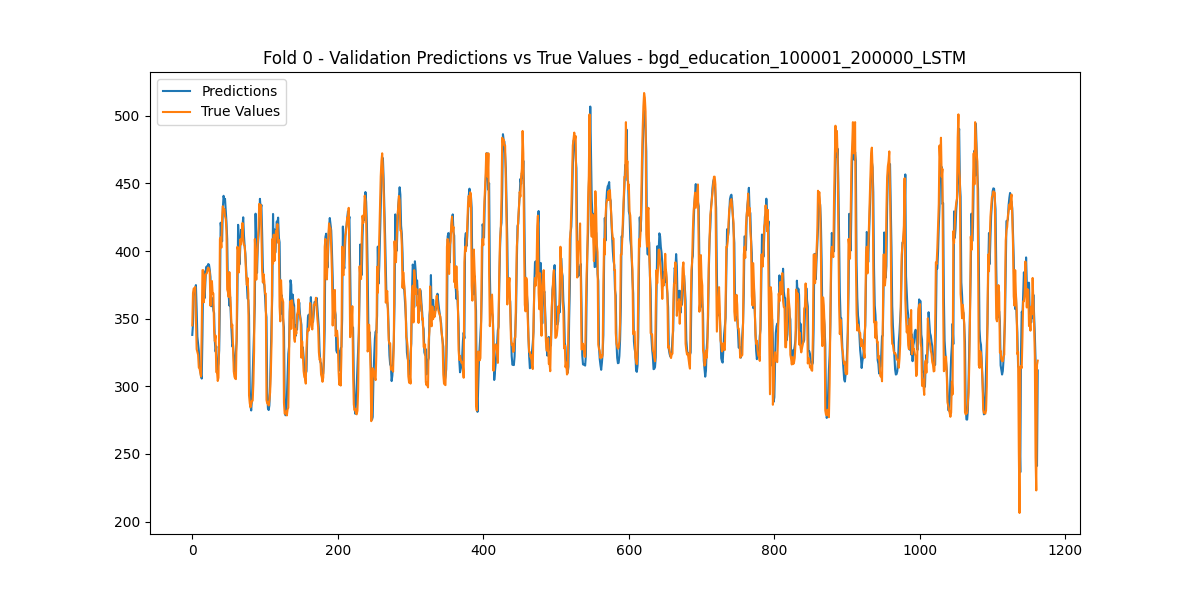 Fold 0 - Validation Predictions vs True Values - bgd_education_100001_200000_LSTM
Predictions
True Values
500
450
400
350
300
250
200
0 200 400 600 800 1000 1200